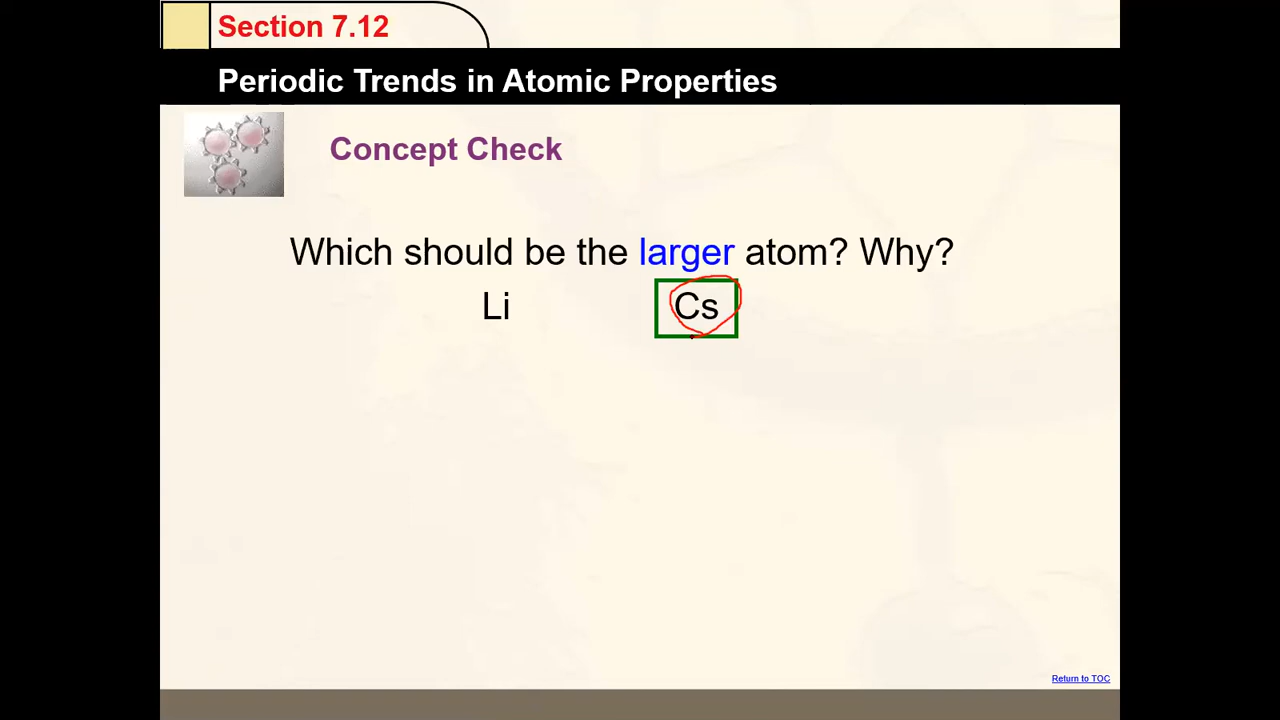 Section 7.12
Periodic Trends in Atomic Properties
Concept Check
Which should be the larger atom? Why?
Li Cs
Return to TOC